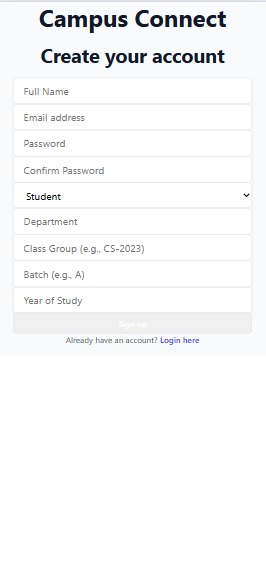 Campus Connect
Create your account
Full Name
Email address
Password
Confirm Password
Student
Department
Class Group (e.g., CS-2023)
Batch (e.g., A)
Year of Study
Sign up
Already have an account? Login here